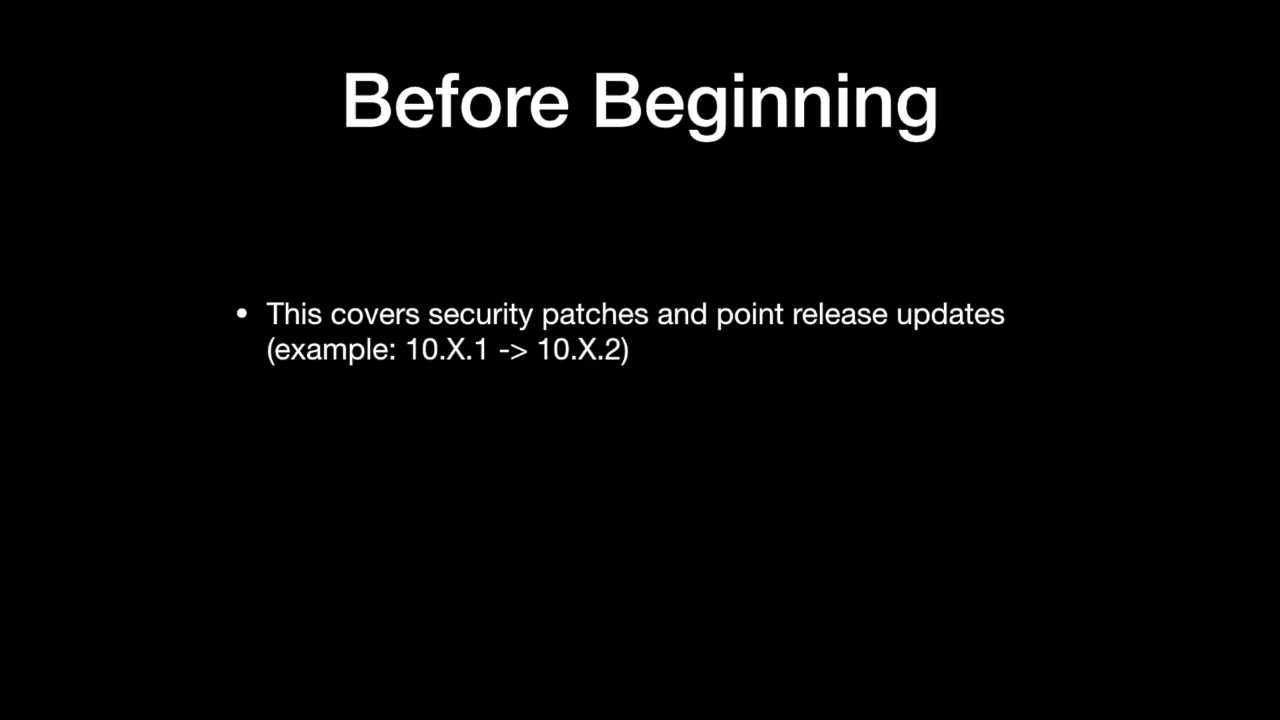 Before Beginning
• This covers security patches and point release updates
(example: 10.X.1 -> 10.X.2)